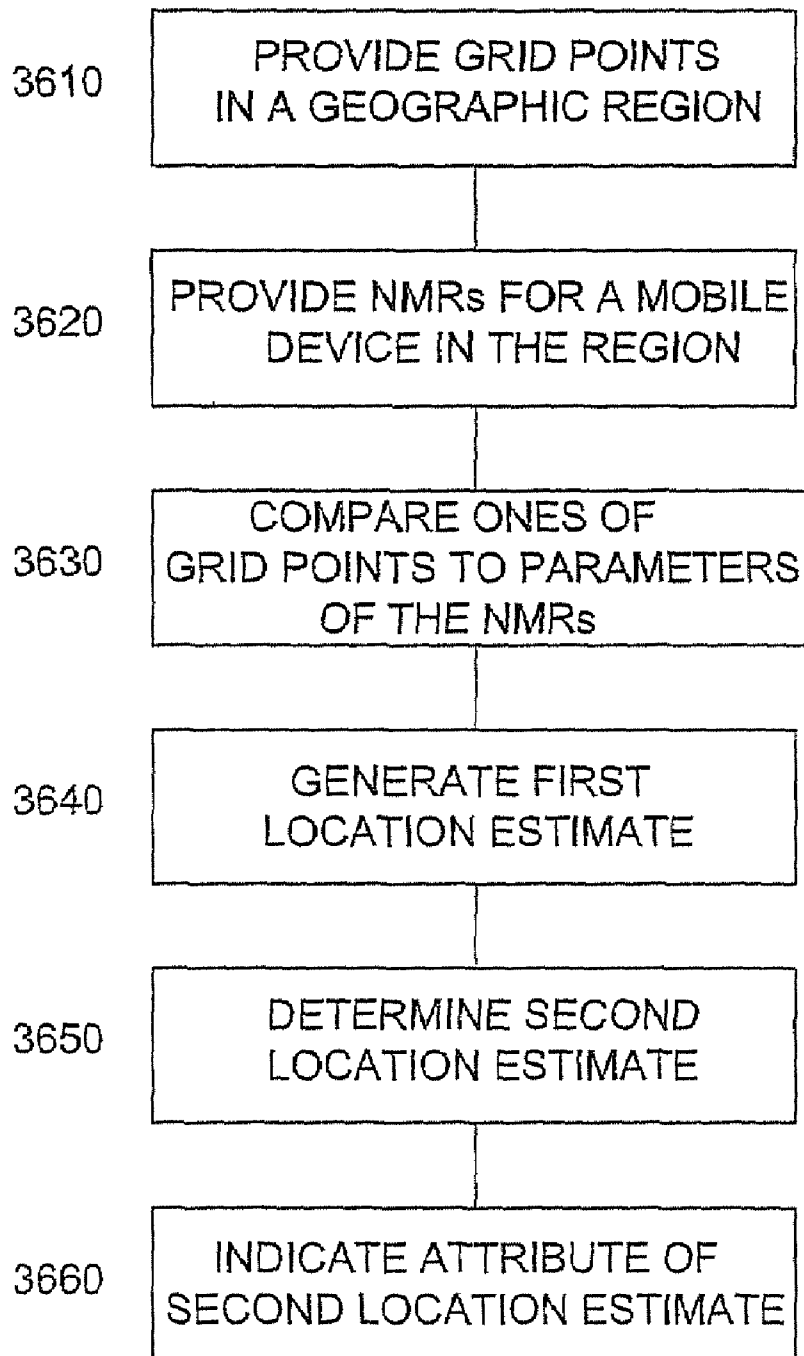 3610
PROVIDE GRID POINTS
IN A GEOGRAPHIC REGION
3620
PROVIDE NMRs FOR A MOBILE
DEVICE IN THE REGION
3630
COMPARE ONES OF
GRID POINTS TO PARAMETERS
OF THE NMRs
3640
GENERATE FIRST
LOCATION ESTIMATE
3650
DETERMINE SECOND
LOCATION ESTIMATE
3660
INDICATE ATTRIBUTE OF
SECOND LOCATION ESTIMATE